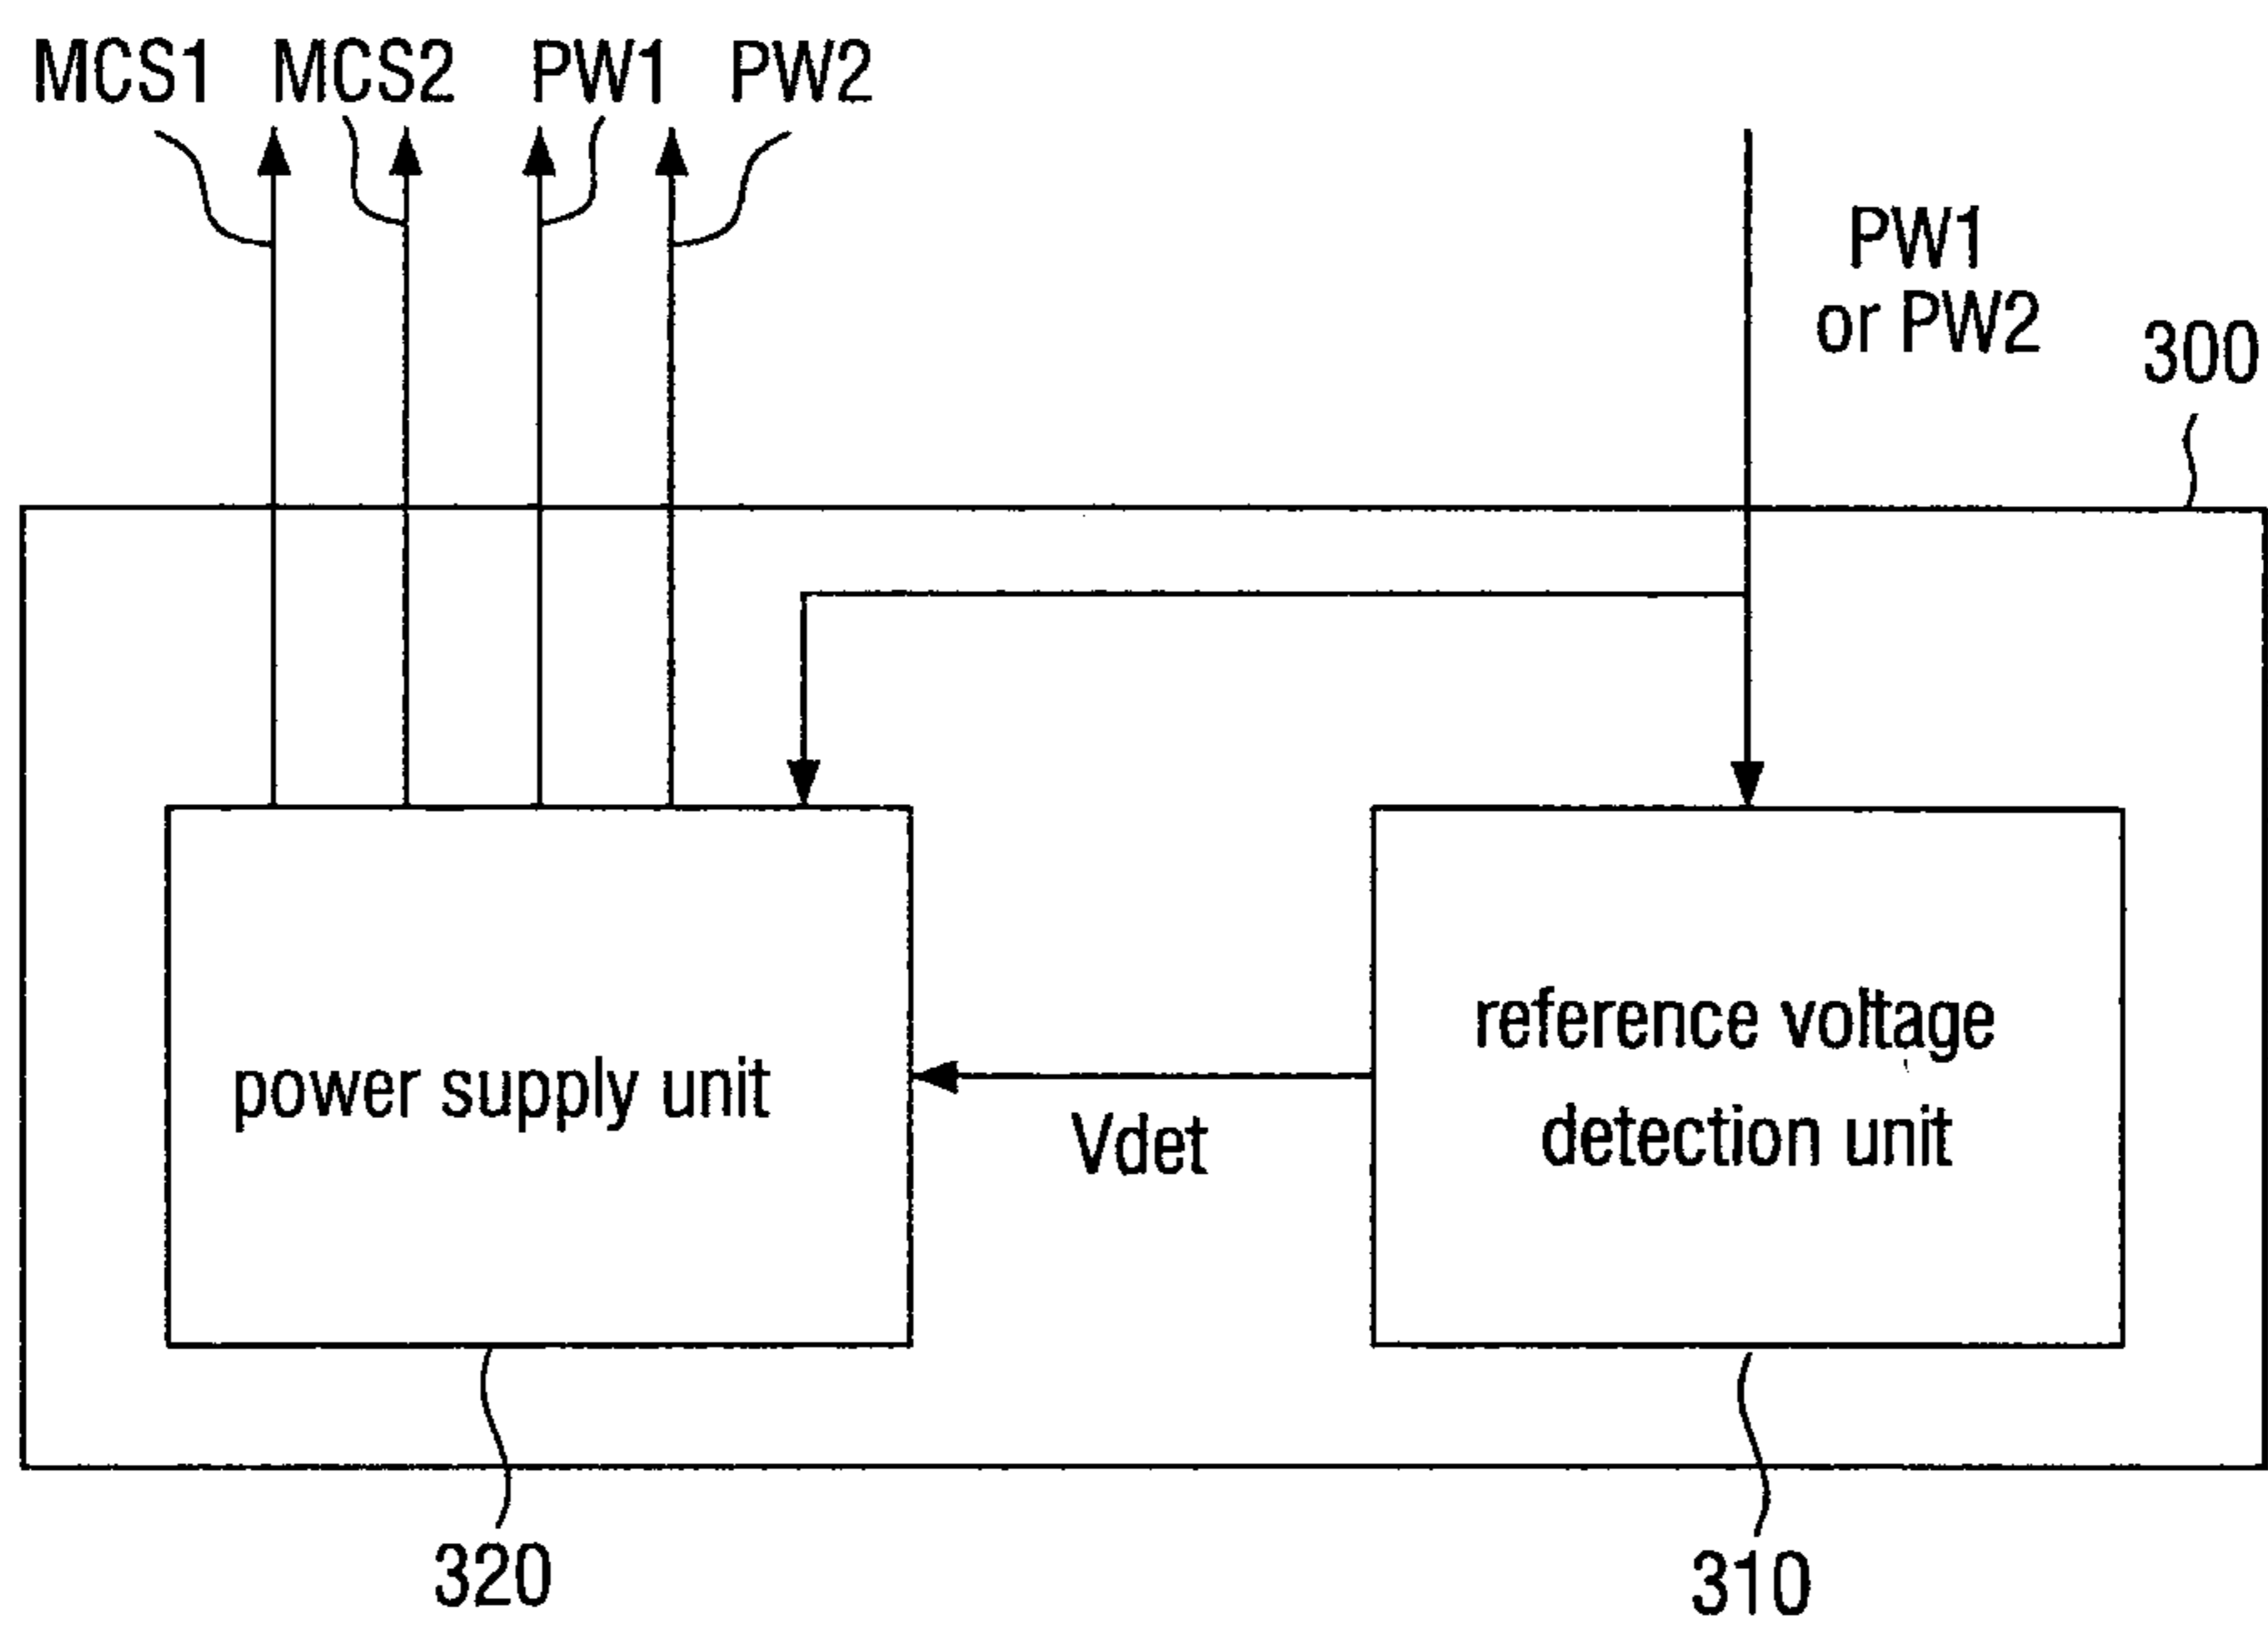 MCS1 MCS2 PW1 PW2
PW1
or PW2
300
power supply unit
Vdet
reference voltage
detection unit
320
310